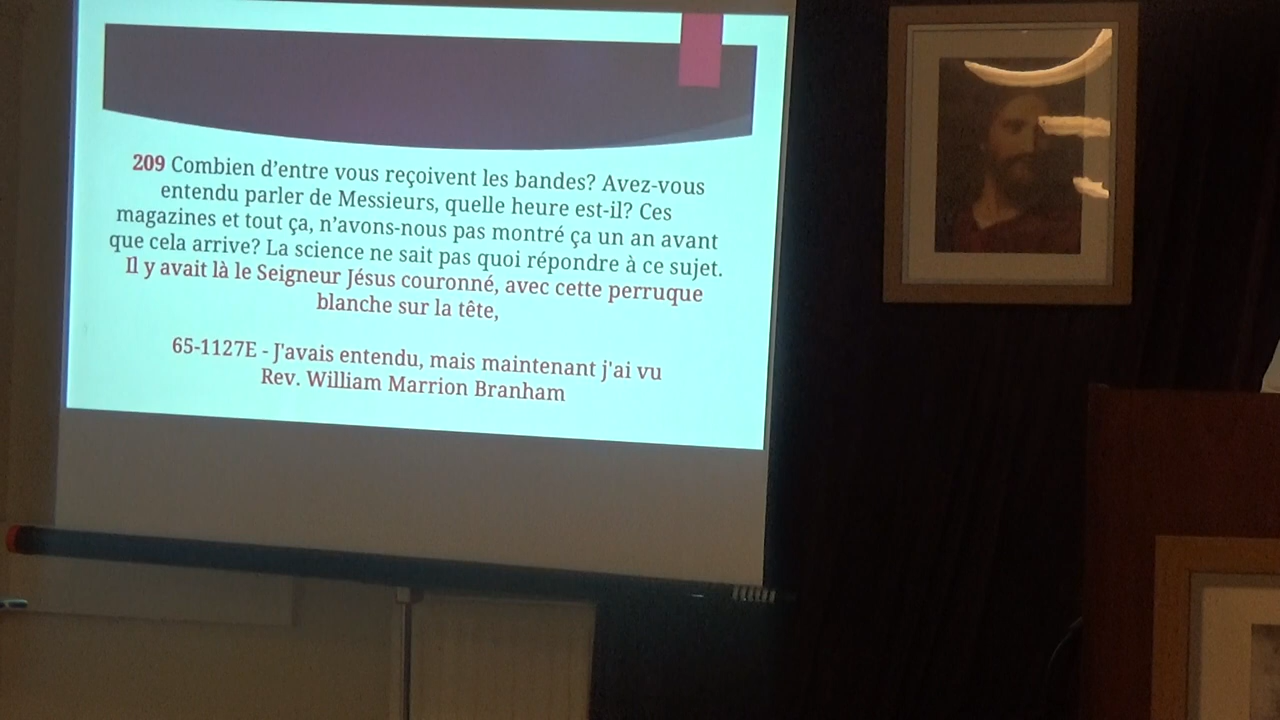 209 Combien d'entre vous reçoivent les bandes? Avez-vous
entendu parler de Messieurs, quelle heure est-il? Ces
magazines et tout ça, n'avons-nous pas montré ça un an avant
que cela arrive? La science ne sait pas quoi répondre à ce sujet.
Il y avait là le Seigneur Jésus couronné, avec cette perruque
blanche sur la tête,
65-1127E - J'avais entendu, mais maintenant j'ai vu
Rev. William Marrion Branham